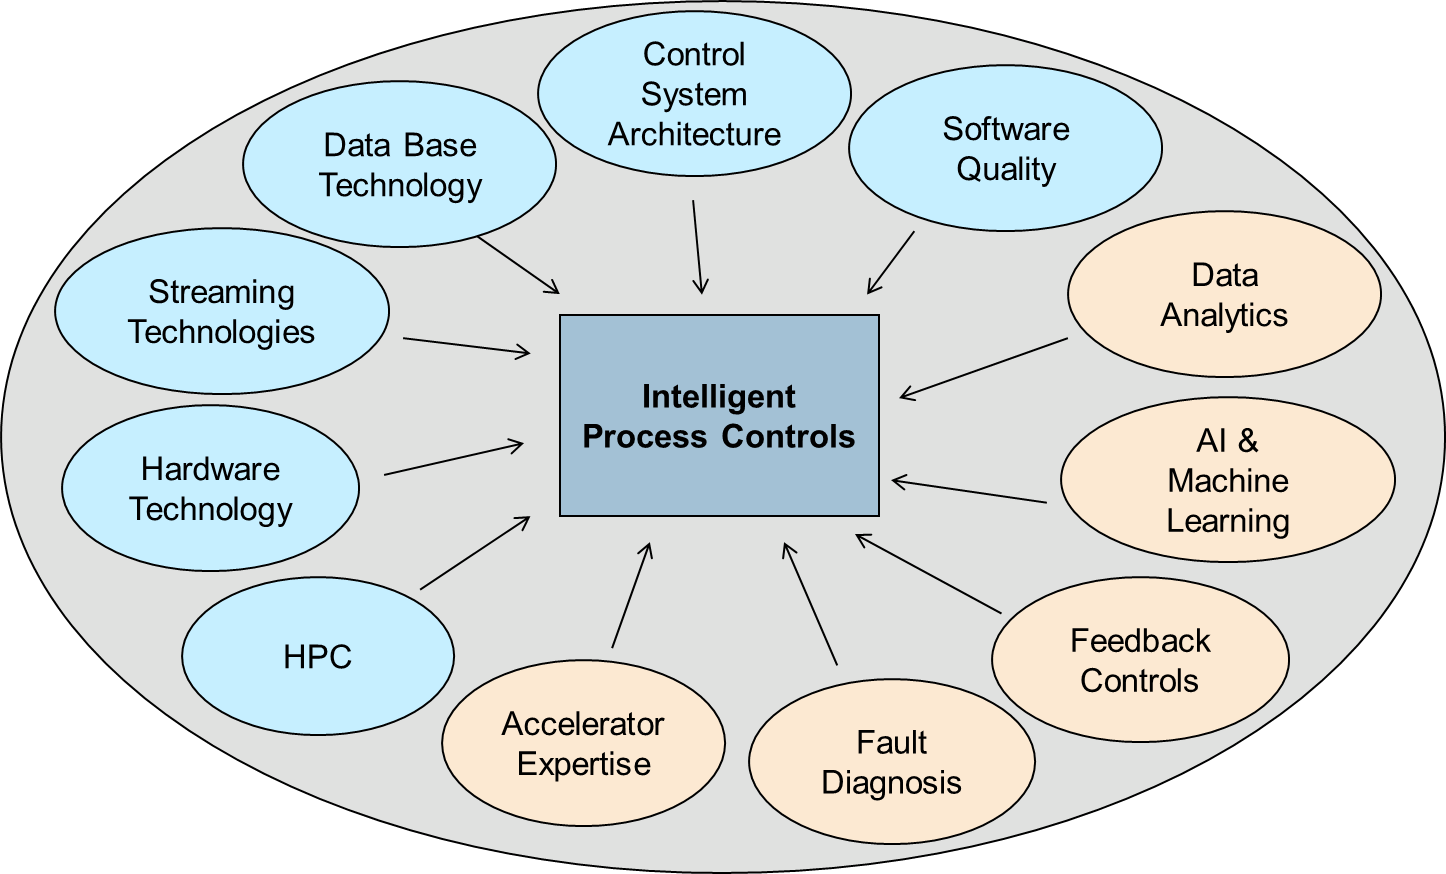 Control
System
Architecture
Data Base
Technology
Software
Quality
Streaming
Technologies
Data
Analytics
Intelligent
Process Controls
Hardware
Technology
AI &
Machine
Learning
HPC
Feedback
Controls
Accelerator
Expertise
Fault
Diagnosis